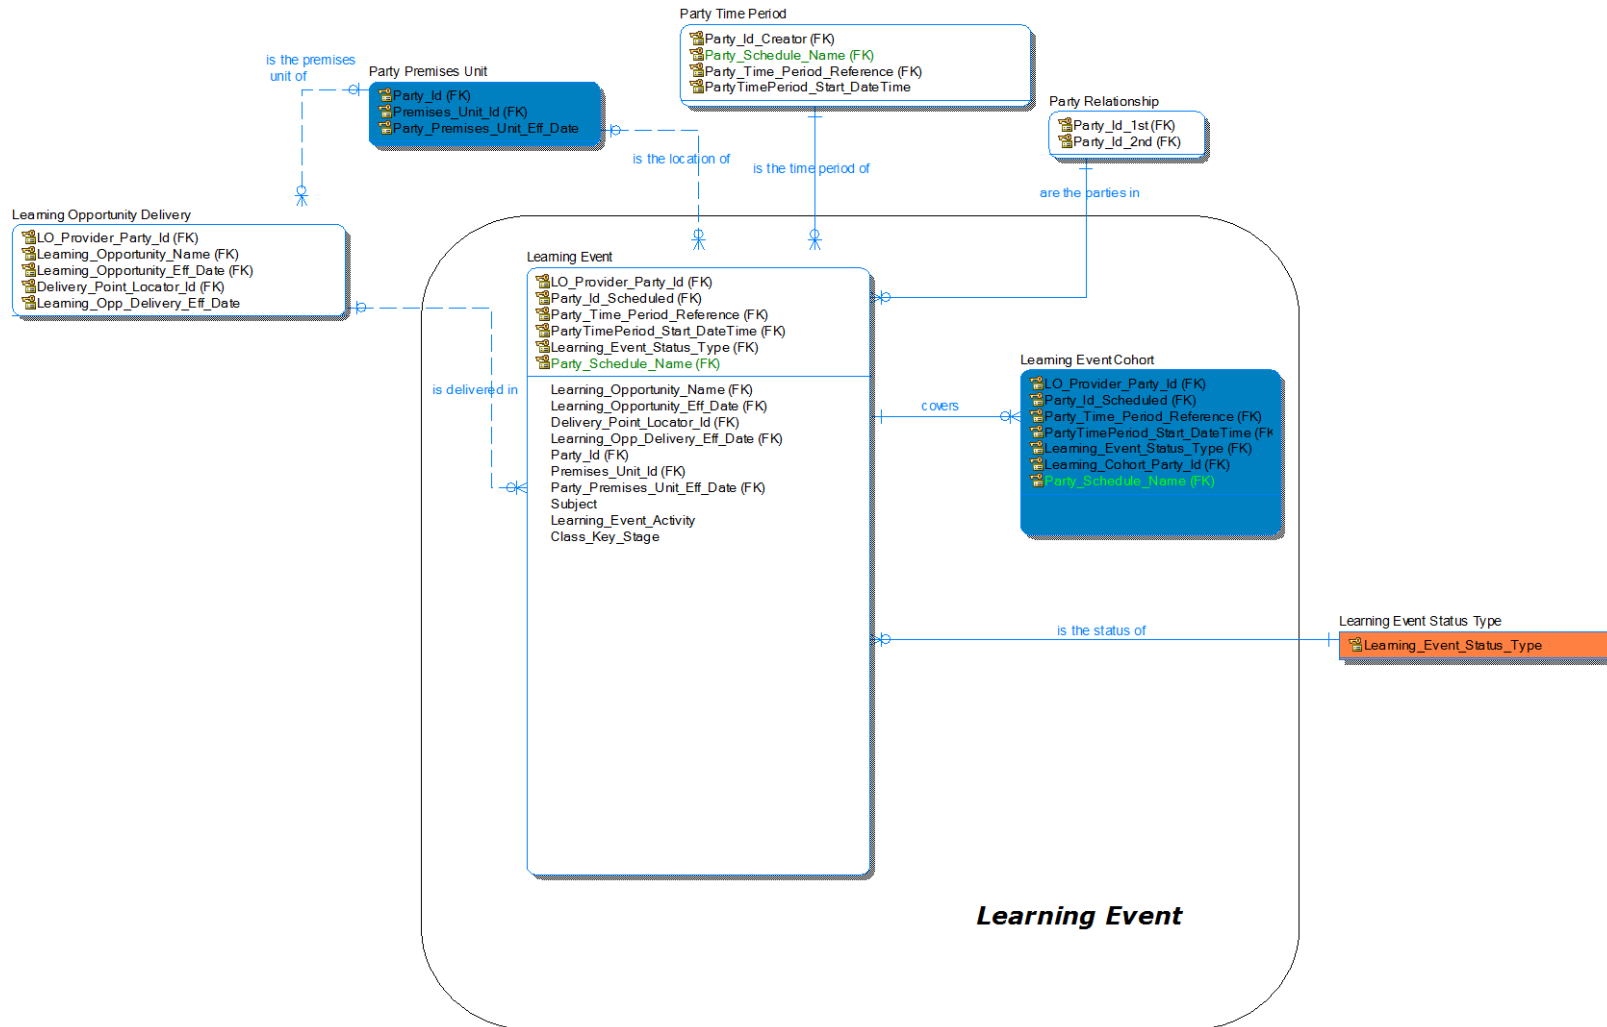 Party Time Period
Party_Id_Creator (FK)
Party_Schedule_Name (FK)
Party_Time_Period_Reference (FK)
PartyTimePeriod_Start_DateTime
is the premises
unit of
Party Premises Unit
Party_Id (FK)
Premises_Unit_Id (FK)
Party_Premises_Unit_Eff_Date
Party Relationship
Party_Id_1st (FK)
Party_Id_2nd (FK)
is the location of
is the time period of
are the parties in
Learning Opportunity Delivery
LO_Provider_Party_Id (FK)
Learning_Opportunity_Name (FK)
Learning_Opportunity_Eff_Date (FK)
Delivery_Point_Locator_Id (FK)
Learning_Opp_Delivery_Eff_Date
Learning Event
LO_Provider_Party_Id (FK)
Party_Id_Scheduled (FK)
Party_Time_Period_Reference (FK)
PartyTimePeriod_Start_DateTime (FK)
Learning_Event_Status_Type (FK)
Party_Schedule_Name (FK)
Learning_Opportunity_Name (FK)
Learning_Opportunity_Eff_Date (FK)
Delivery_Point_Locator_Id (FK)
Learning_Opp_Delivery_Eff_Date (FK)
Party_Id (FK)
Premises_Unit_Id (FK)
Party_Premises_Unit_Eff_Date (FK)
Subject
Learning_Event_Activity
Class_Key_Stage
is delivered in
covers
Learning Event Cohort
LO_Provider_Party_Id (FK)
Party_Id_Scheduled (FK)
Party_Time_Period_Reference (FK)
PartyTimePeriod_Start_DateTime (FK
Learning_Event_Status_Type (FK)
Learning_Cohort_Party_Id (FK)
Party_Schedule_Name (FK)
is the status of
Learning Event Status Type
Learning_Event_Status_Type
Learning Event